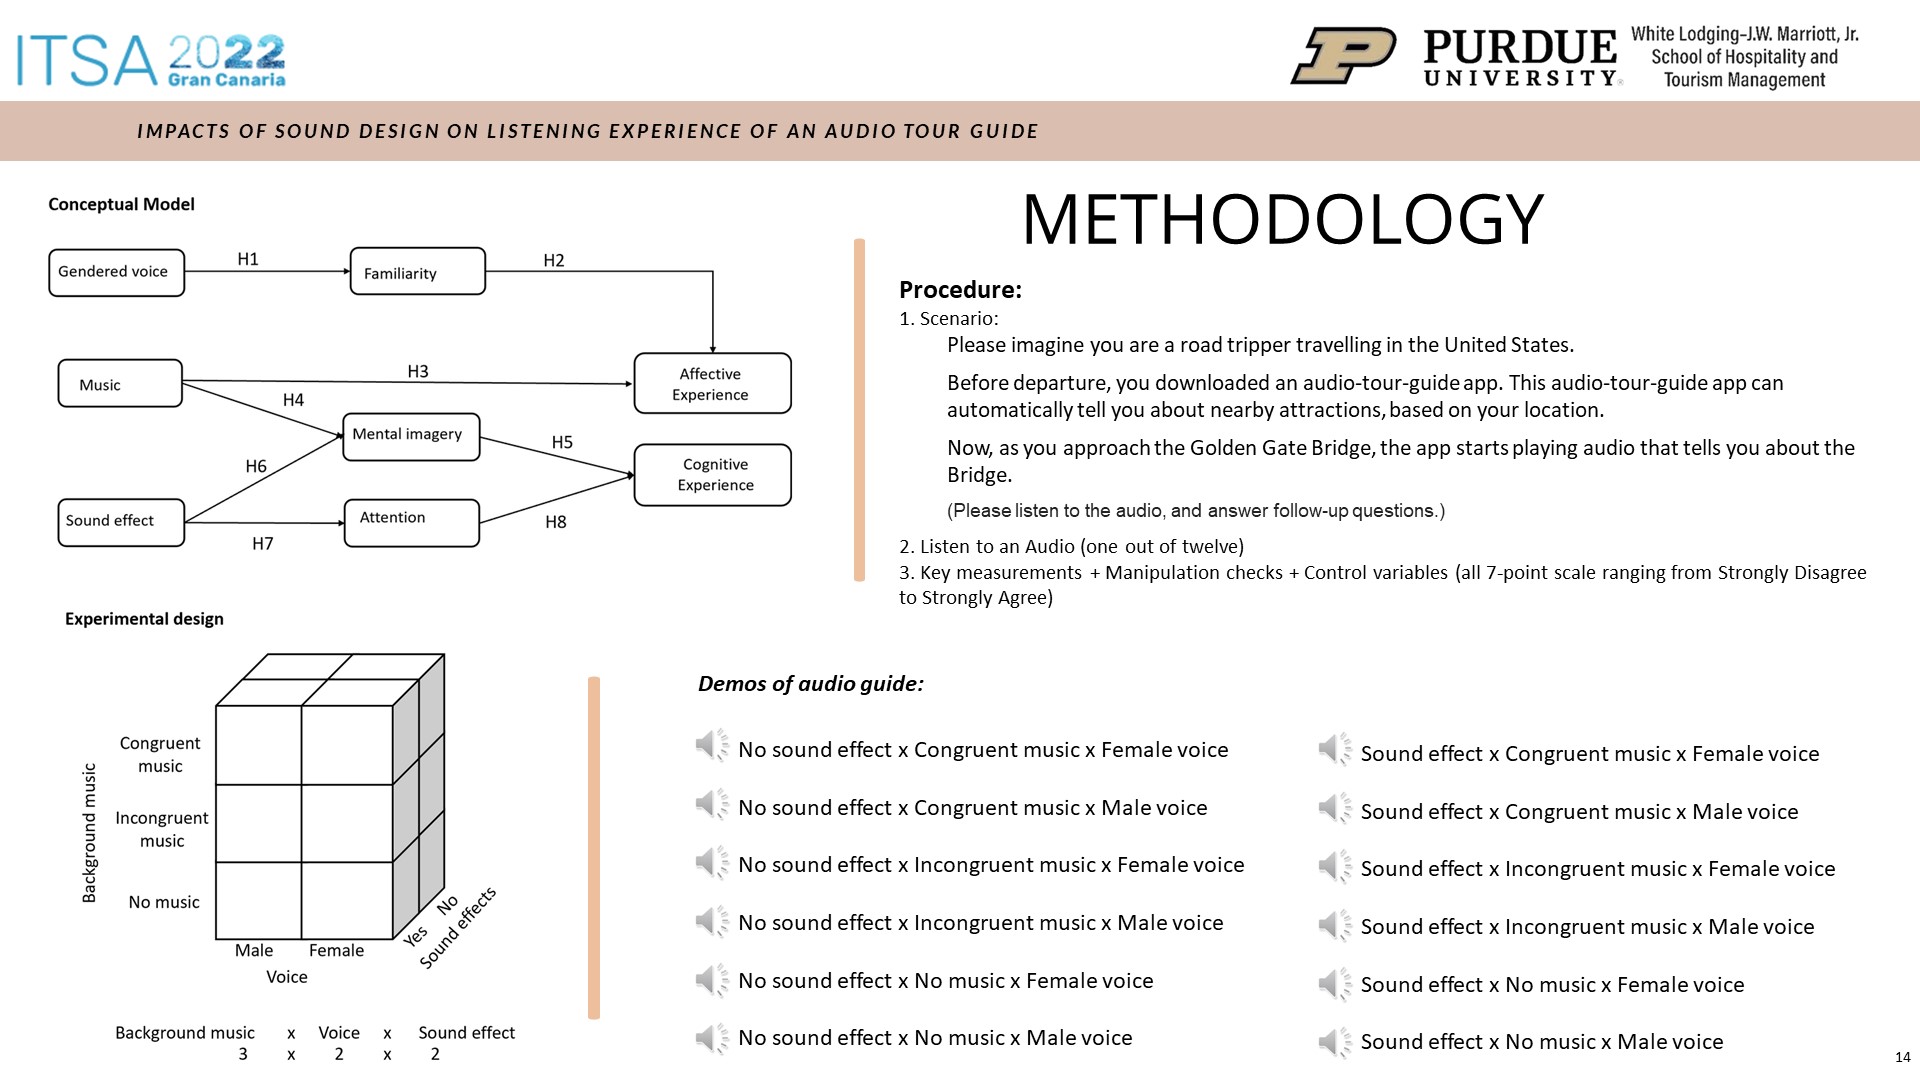 ITSA 2022
Gran Canaria
PURDUE
UNIVERSITY®
White Lodging–J.W. Marriott, Jr.
School of Hospitality and
Tourism Management
IMPACTS OF SOUND DESIGN ON LISTENING EXPERIENCE OF AN AUDIO TOUR GUIDE
Conceptual Model
Gendered voice
H1
Familiarity
H2
Music
H3
H4
Affective
Experience
Mental imagery
H5
H6
Cognitive
Experience
Sound effect
H7
Attention
H8
METHODOLOGY
Procedure:
1. Scenario:
Please imagine you are a road tripper travelling in the United States.
Before departure, you downloaded an audio-tour-guide app. This audio-tour-guide app can
automatically tell you about nearby attractions, based on your location.
Now, as you approach the Golden Gate Bridge, the app starts playing audio that tells you about the
Bridge.
(Please listen to the audio, and answer follow-up questions.)
2. Listen to an Audio (one out of twelve)
3. Key measurements + Manipulation checks + Control variables (all 7-point scale ranging from Strongly Disagree
to Strongly Agree)
Experimental design
Background music
Congruent
music
Incongruent
music
No music
Male
Female
Voice
Yes
No
Sound effects
Background music x Voice x Sound effect
3 x 2 x 2
Demos of audio guide:
No sound effect x Congruent music x Female voice
No sound effect x Congruent music x Male voice
No sound effect x Incongruent music x Female voice
No sound effect x Incongruent music x Male voice
No sound effect x No music x Female voice
No sound effect x No music x Male voice
Sound effect x Congruent music x Female voice
Sound effect x Congruent music x Male voice
Sound effect x Incongruent music x Female voice
Sound effect x Incongruent music x Male voice
Sound effect x No music x Female voice
Sound effect x No music x Male voice
14